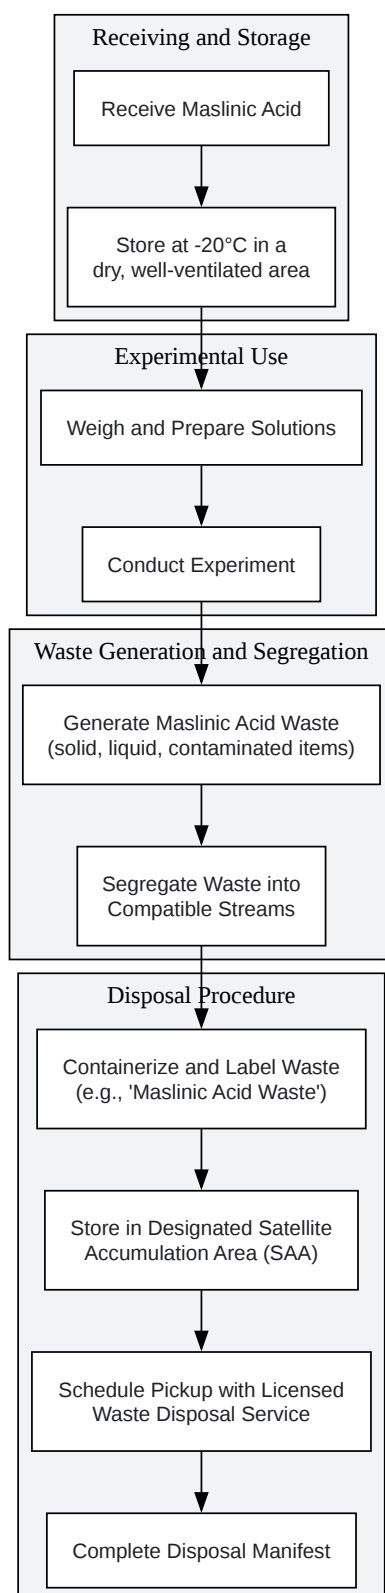 Receiving and Storage
Receive Maslinic Acid
Store at -20°C in a
dry, well-ventilated area
Experimental Use
Weigh and Prepare Solutions
Conduct Experiment
Waste Generation and Segregation
Generate Maslinic Acid Waste
(solid, liquid, contaminated items)
Segregate Waste into
Compatible Streams
Disposal Procedure
Containerize and Label Waste
(e.g., 'Maslinic Acid Waste')
Store in Designated Satellite
Accumulation Area (SAA)
Schedule Pickup with Licensed
Waste Disposal Service
Complete Disposal Manifest